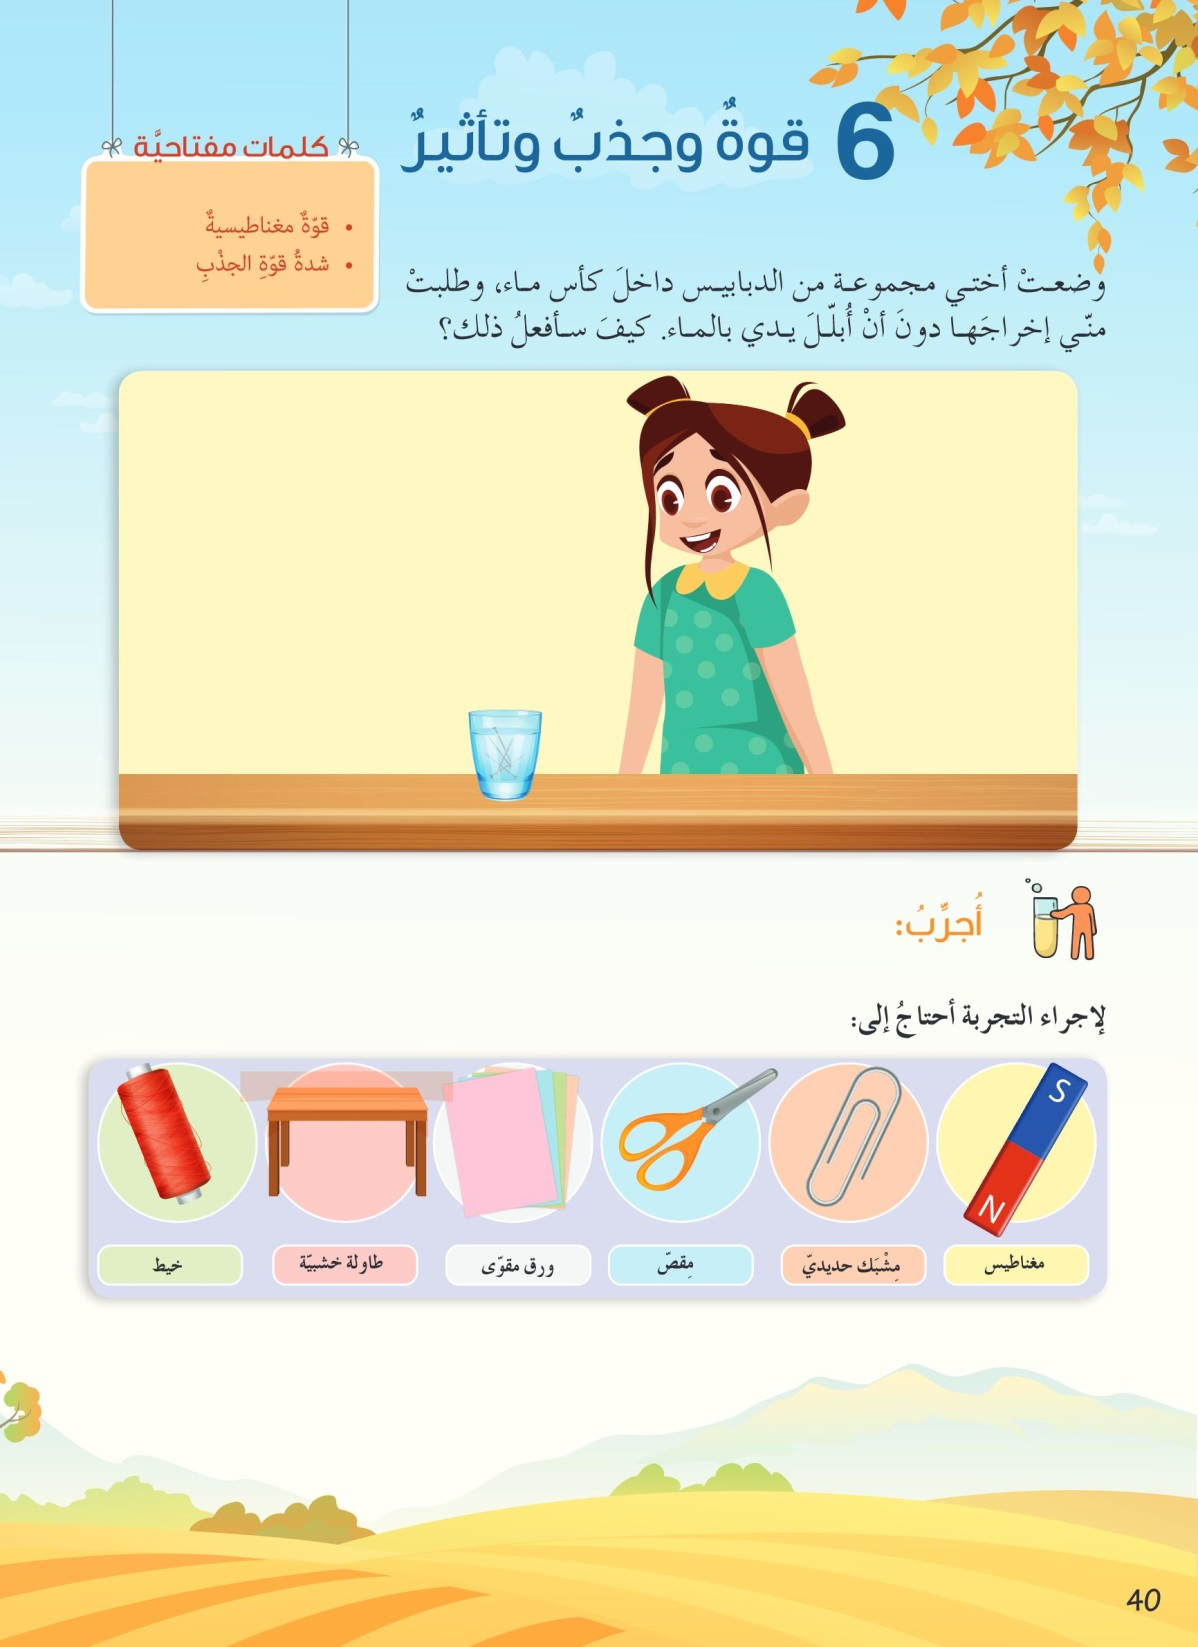 6 قوةٌ وجذبٌ وتأثيرٌ
كلمات مفتاحيَّة
• قوّةٌ مغناطيسيةٌ
• شدةُ قوّةِ الجذْبِ
وضعتْ أختي مجموعة من الدبابيس داخلَ كأس ماء، وطلبتْ
منّي إخراجَها دونَ أنْ أُبلّلَ يدي بالماء. كيفَ سأفعلُ ذلك؟
أُجرِّبُ:
لإجراء التجربة أحتاجُ إلى:
S
N
مغناطيس
مِشْبَك حديديّ
مِقصّ
ورق مقوّى
طاولة خشبيّة
خيط
40